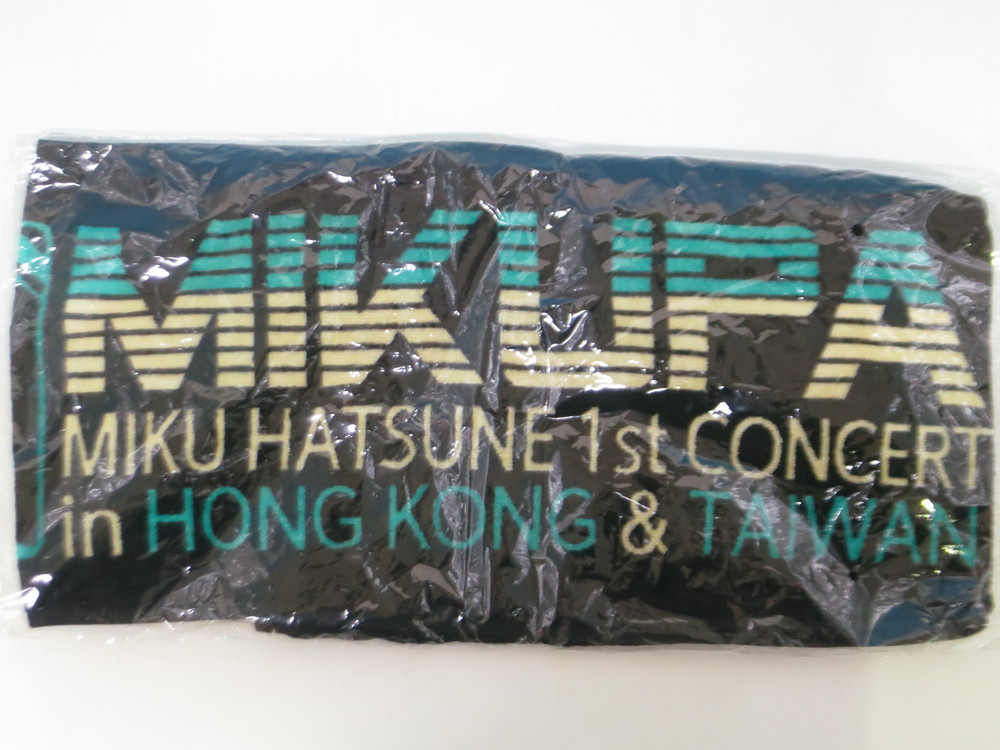 MIKUPA
MIKU HATSUNE 1st CONCERT
in HONG KONG & TAIWAN